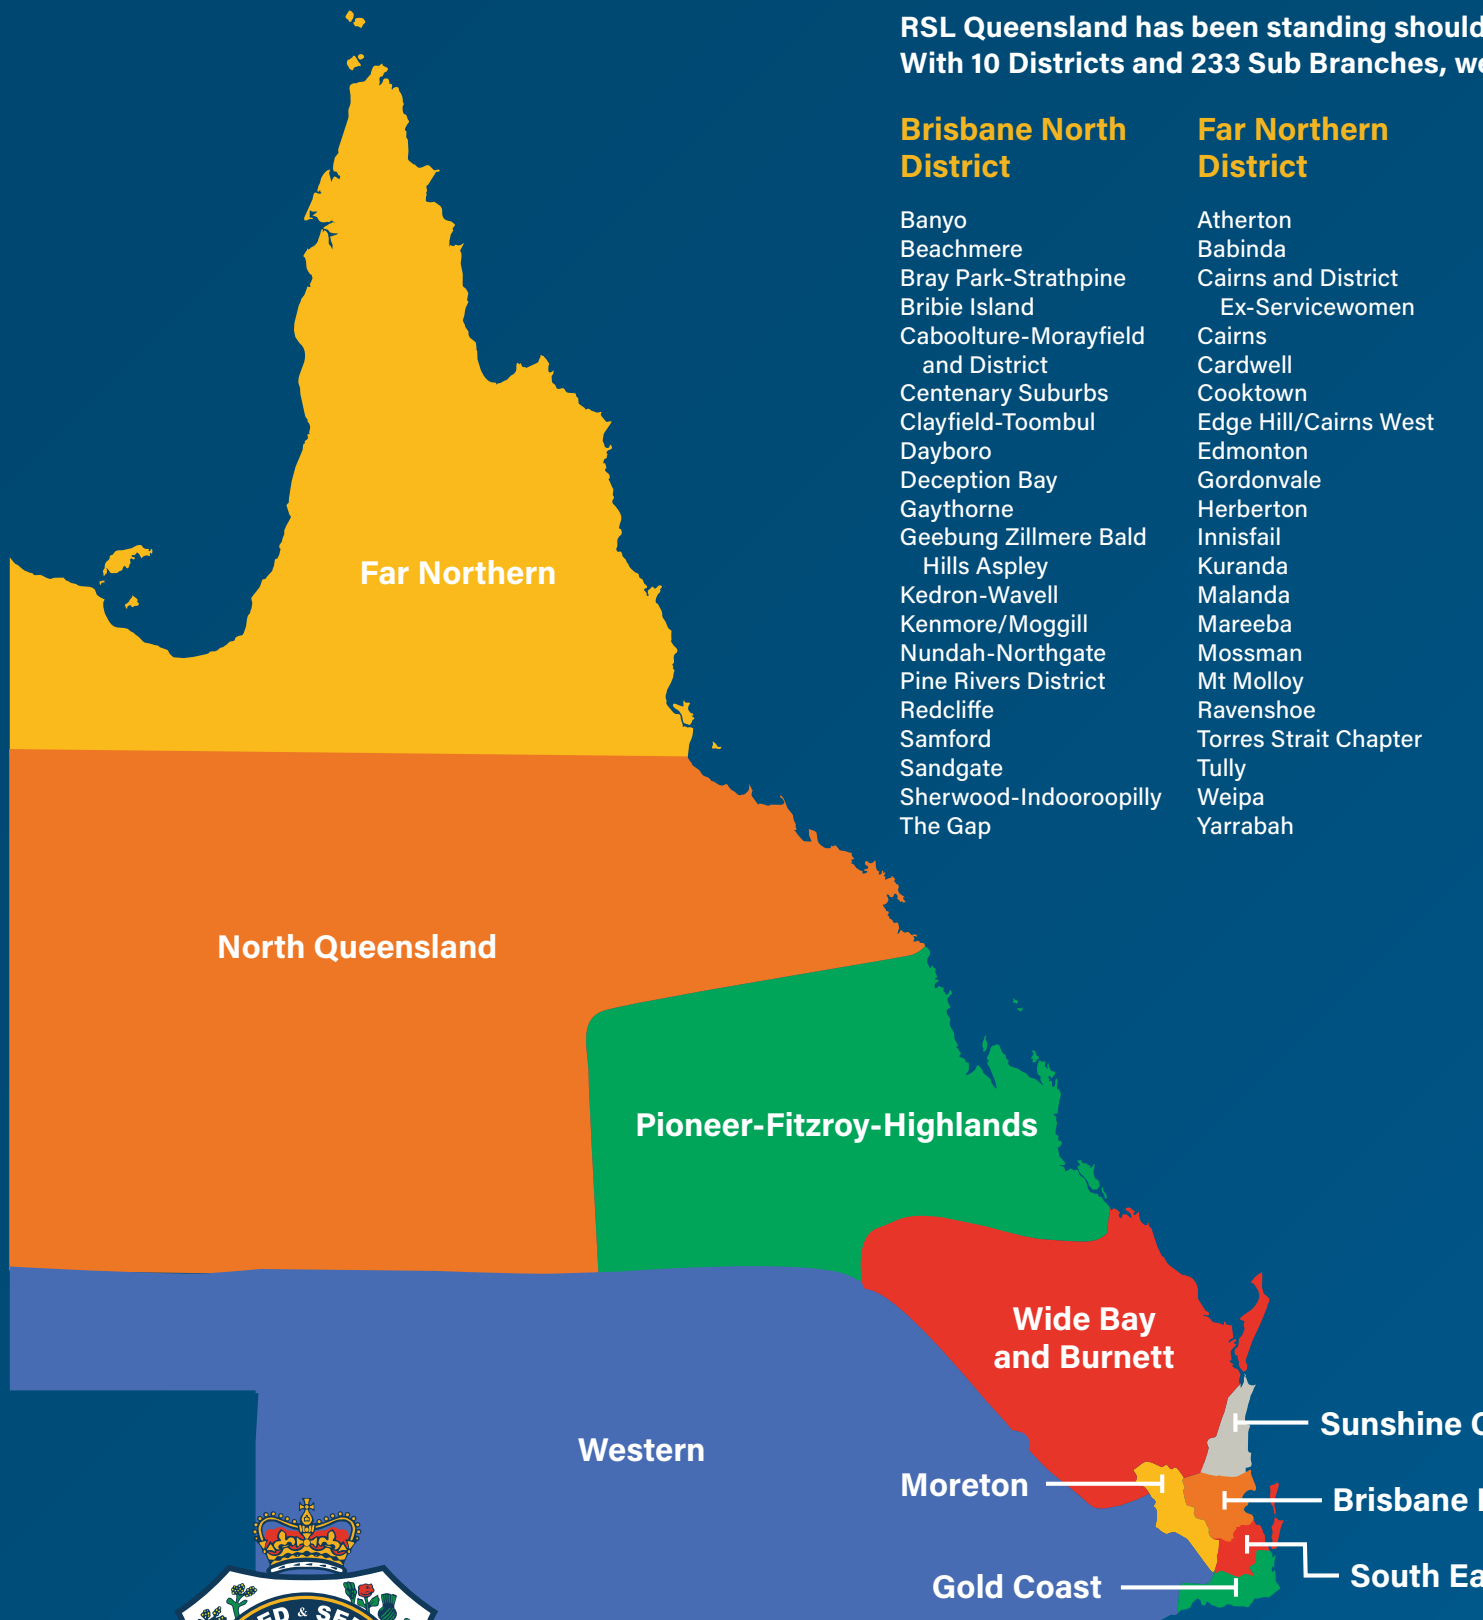 RSL Queensland has been standing
With 10 Districts and 233 Sub Branches,
Brisbane North
District
Banyo
Beachmere
Bray Park-Strathpine
Bribie Island
Caboolture-Morayfield
and District
Centenary Suburbs
Clayfield-Toombul
Dayboro
Deception Bay
Gaythorne
Geebung Zillmere Bald
Hills Aspley
Kedron-Wavell
Kenmore/Moggill
Nundah-Northgate
Pine Rivers District
Redcliffe
Samford
Sandgate
Sherwood-Indooroopilly
The Gap
Far Northern
District
Atherton
Babinda
Cairns and District
Ex-Servicewomen
Cairns
Cardwell
Cooktown
Edge Hill/Cairns West
Edmonton
Gordonvale
Herberton
Innisfail
Kuranda
Malanda
Mareeba
Mossman
Mt Molloy
Ravenshoe
Torres Strait Chapter
Tully
Weipa
Yarrabah
Far Northern
North Queensland
Pioneer-Fitzroy-Highlands
Wide Bay
and Burnett
Western
Sunshine
Moreton
Brisbane
South
Gold Coast